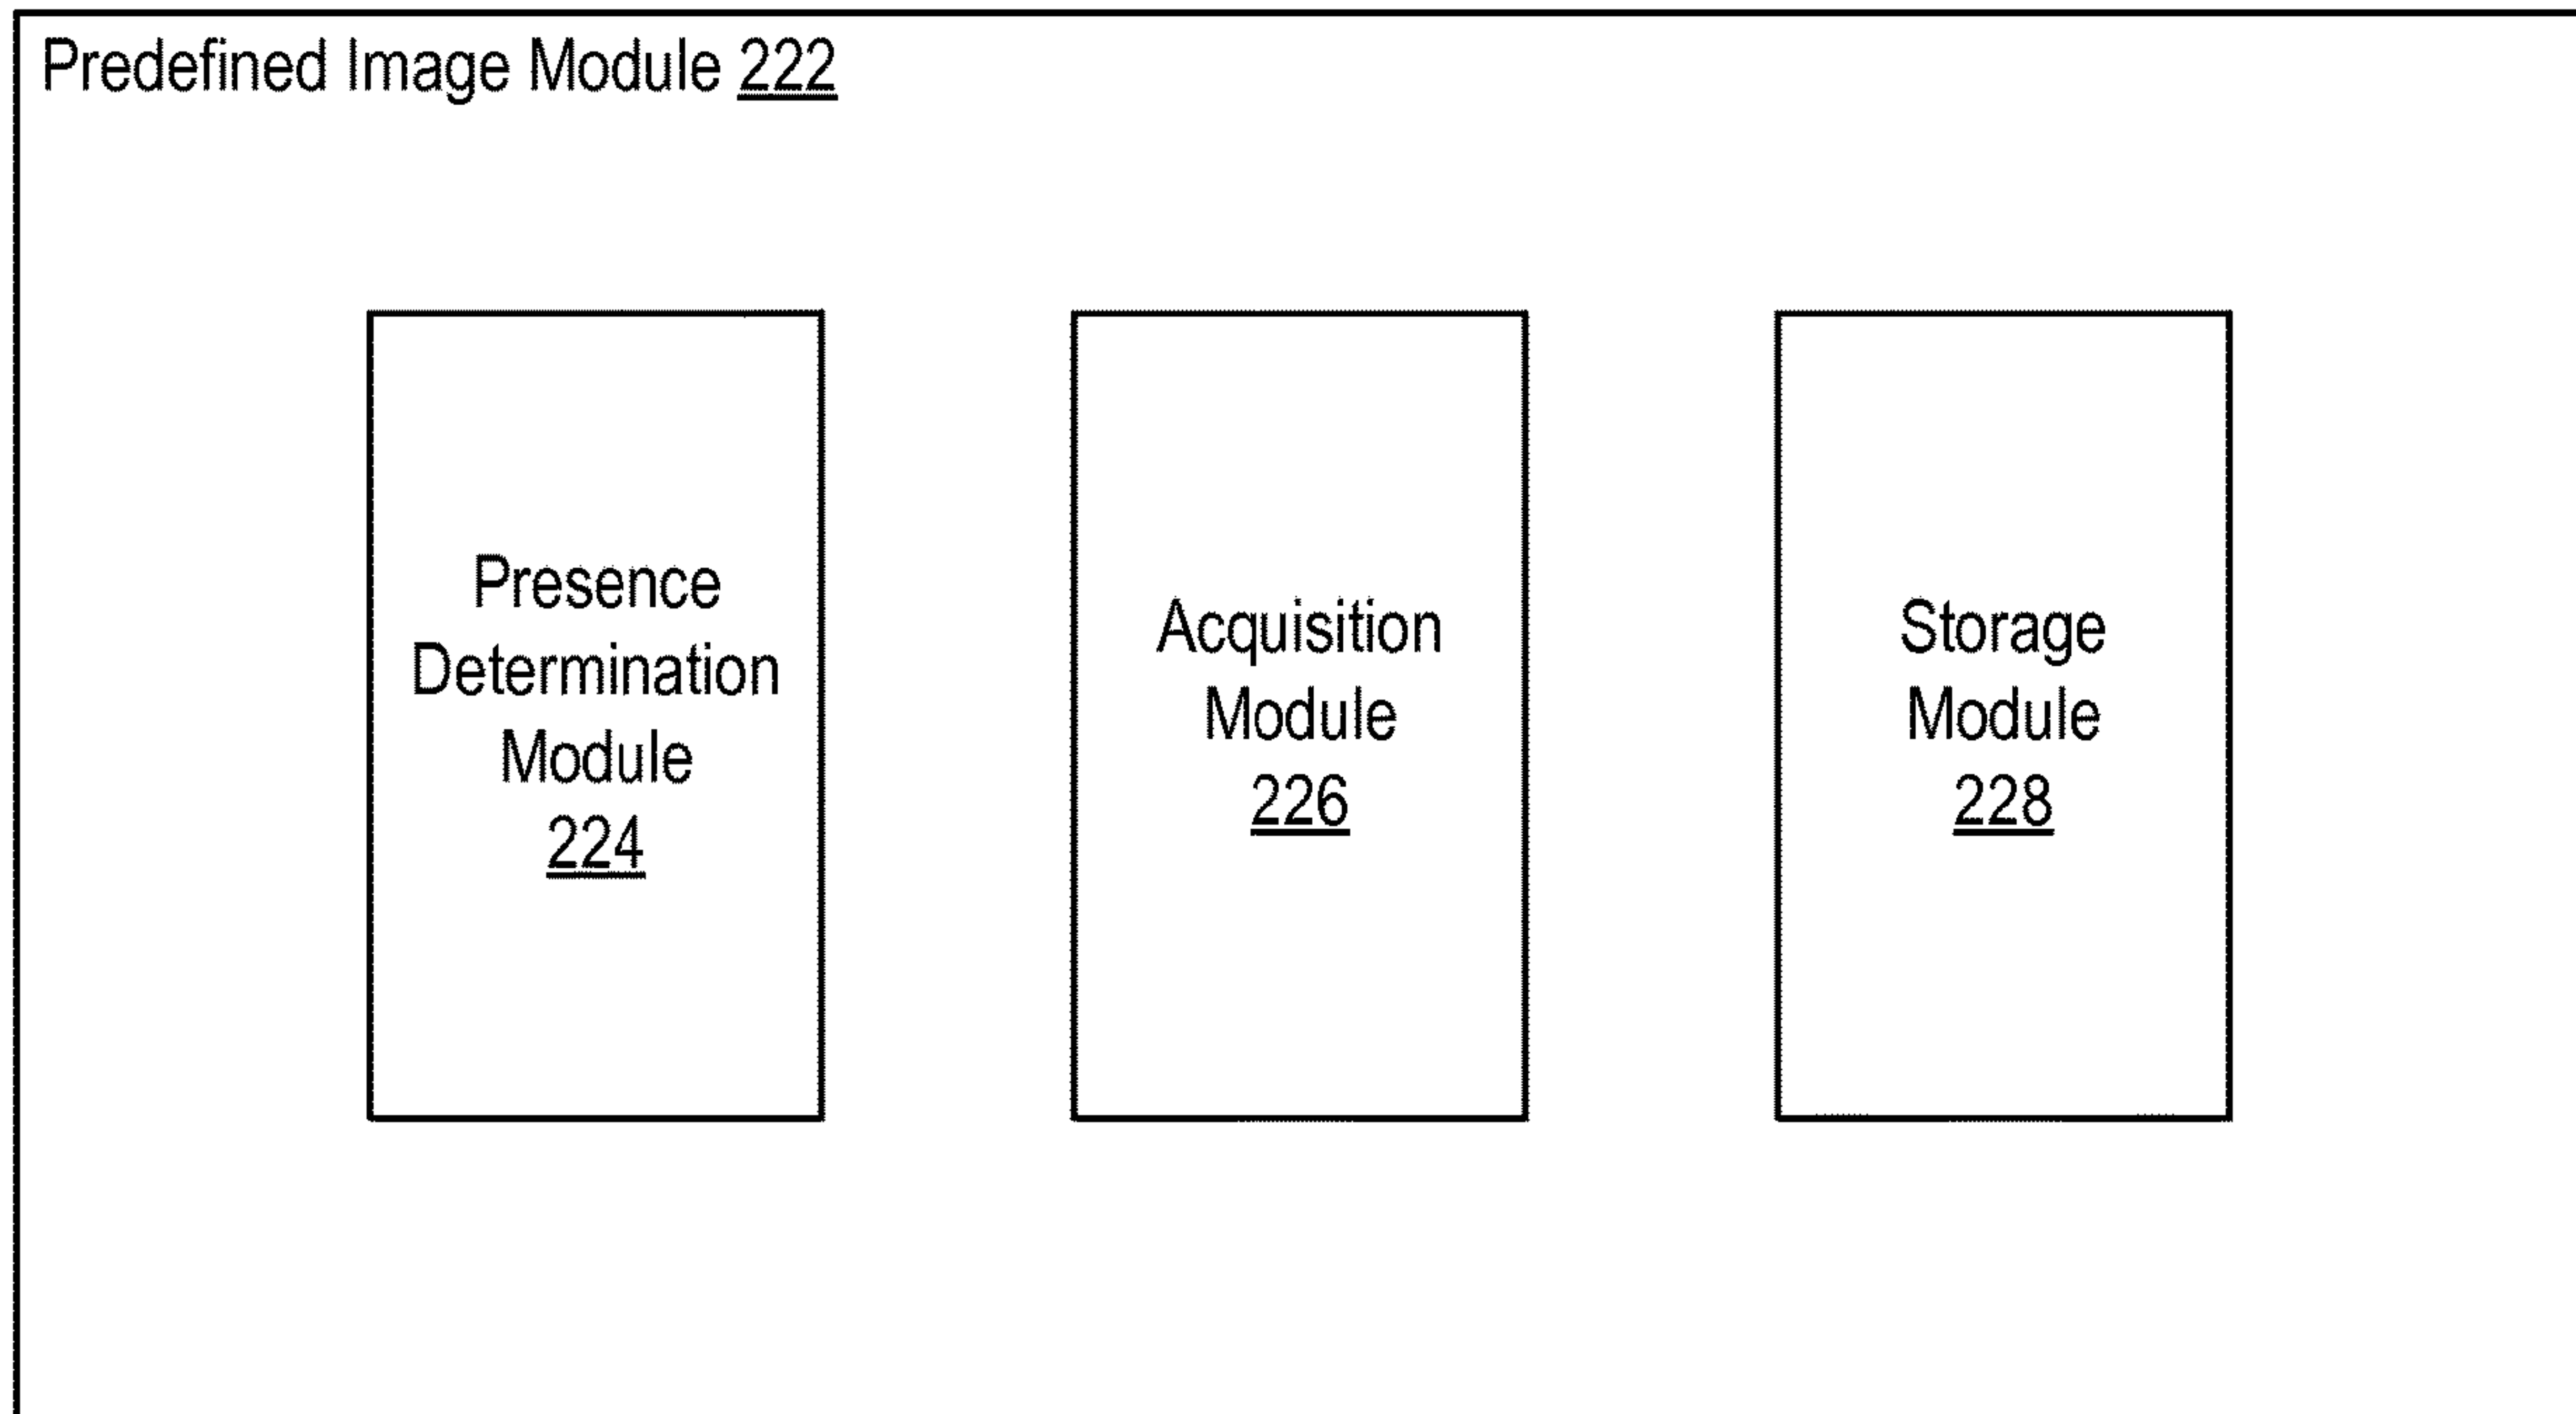 Predefined Image Module 222
Presence
Determination
Module
224
Acquisition
Module
226
Storage
Module
228